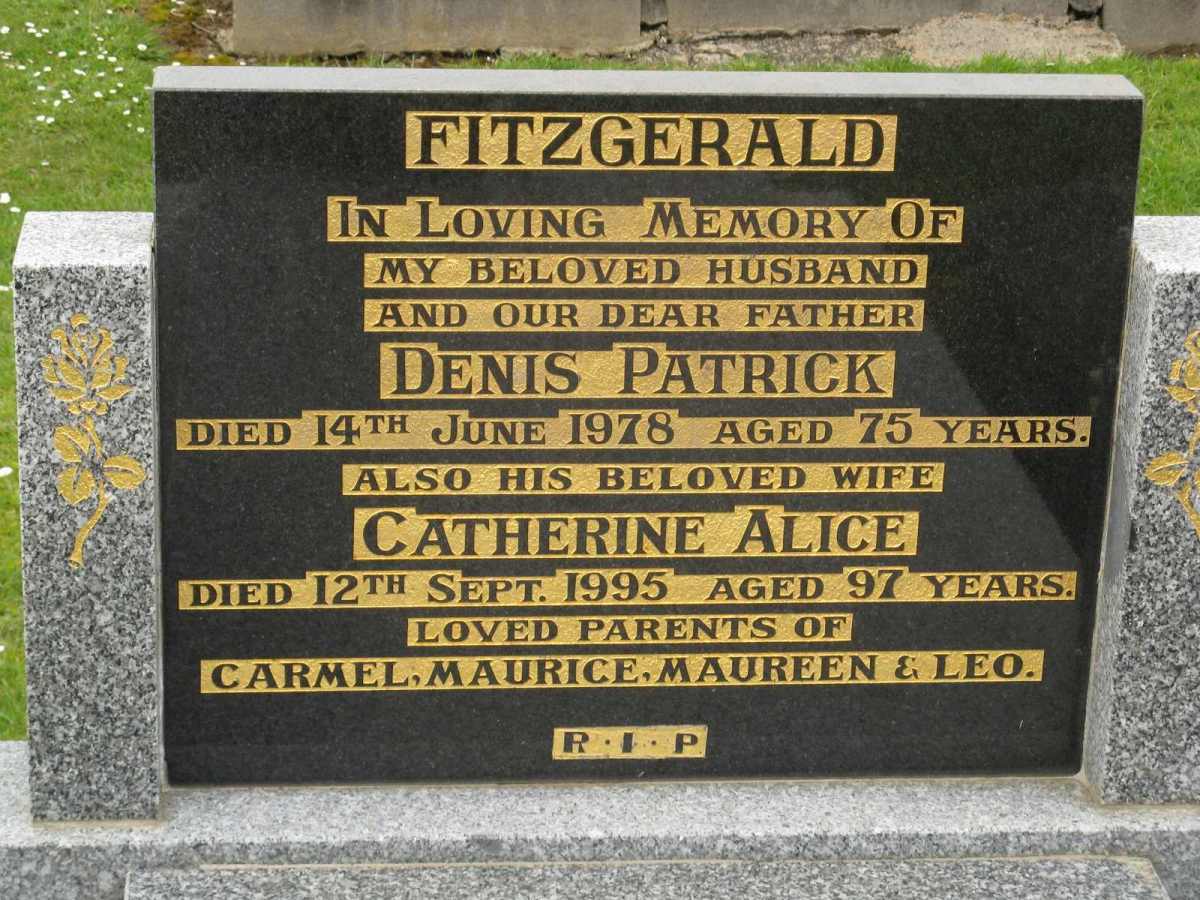 FITZGERALD
IN LOVING MEMORY OF
MY BELOVED HUSBAND
AND OUR DEAR FATHER
DENIS PATRICK
DIED 14TH JUNE 1978 AGED 75 YEARS.
ALSO HIS BELOVED WIFE
CATHERINE ALICE
DIED 12TH SEPT. 1995 AGED 97 YEARS.
LOVED PARENTS OF
CARMEL, MAURICE, MAUREEN & LEO.
R·I·P